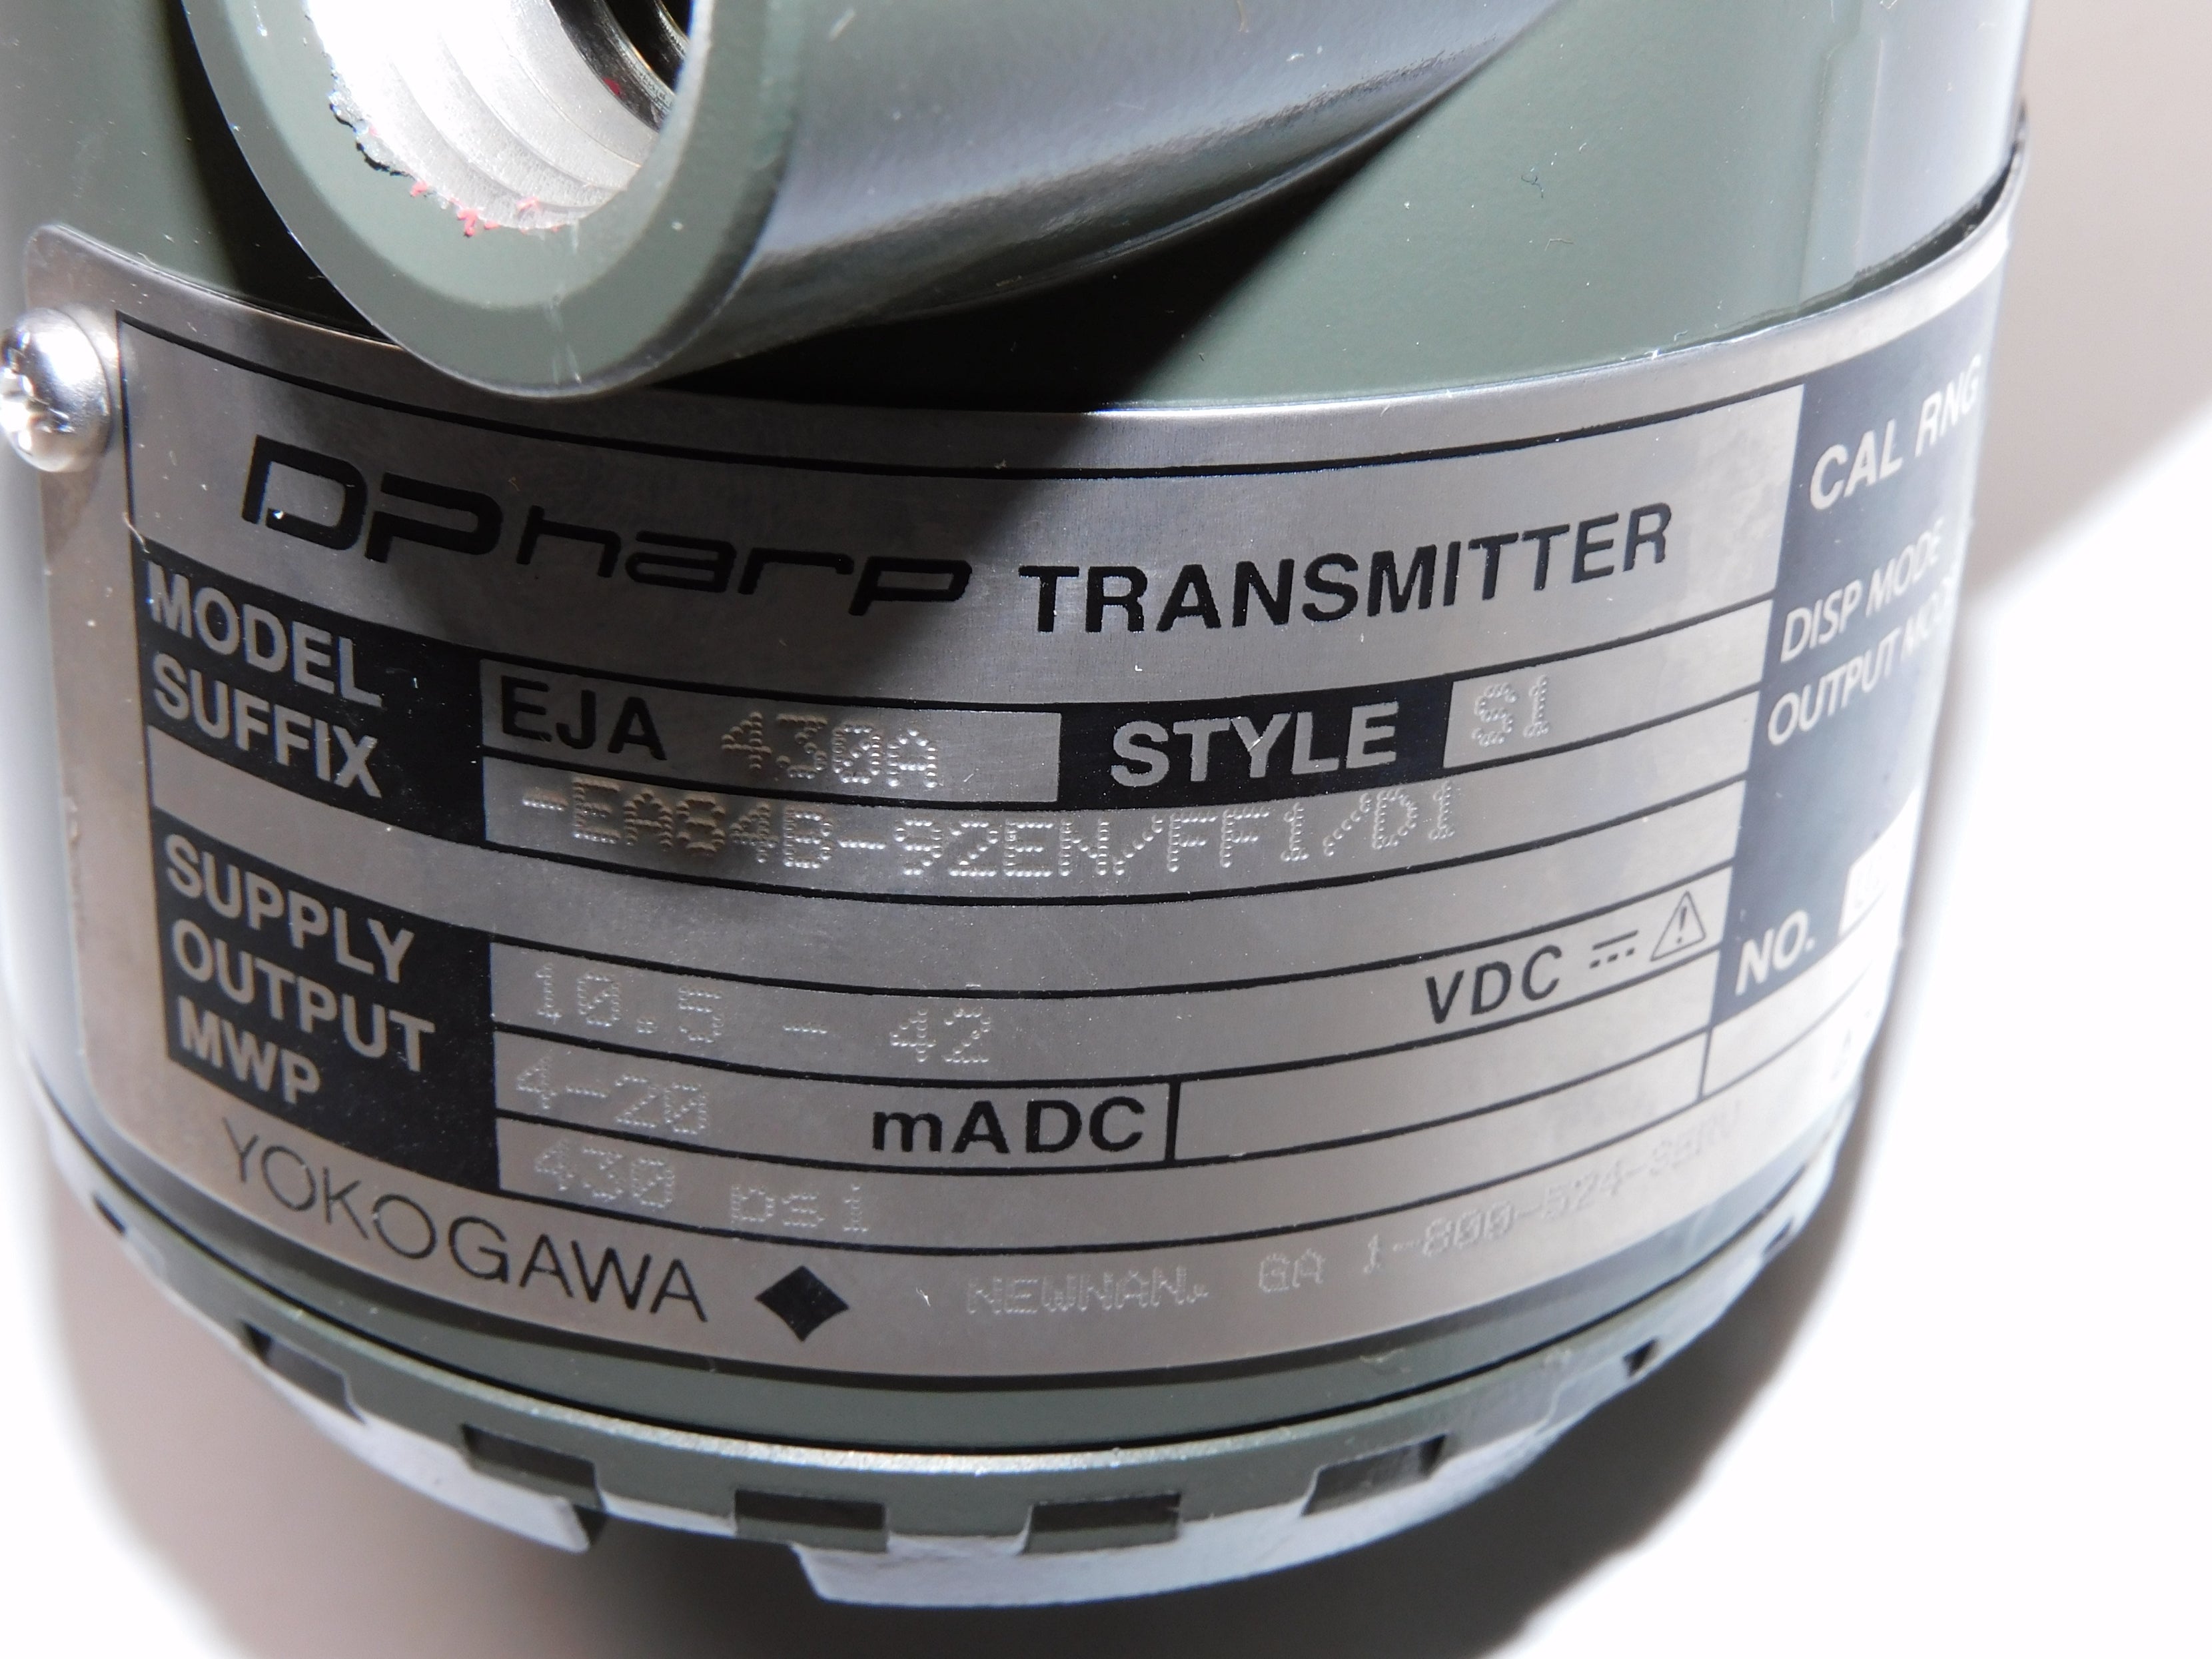 DPharp TRANSMITTER
MODEL EJA 430A STYLE S1
SUFFIX -EA84B-92EN/FF1/D1
SUPPLY 10.5 - 42 VDC
OUTPUT 4-20 mADC
MWP 430 psi
YOKOGAWA NEWNAN, GA 1-800-524-SERV
CAL RNG
DISP MODE
OUTPUT MODE
NO.